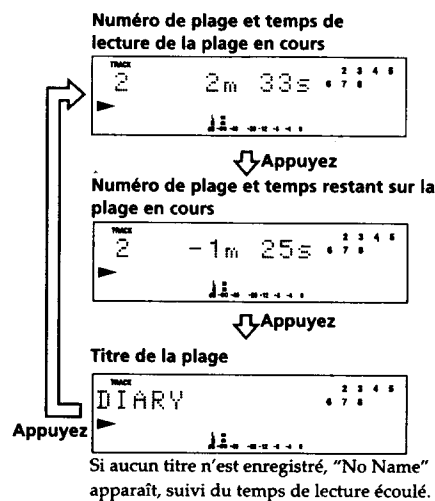 Numéro de plage et temps de
lecture de la plage en cours
TRACK
2 2m 33s
2 3 4 5
6 7 8
Appuyez
Numéro de plage et temps restant sur la
plage en cours
TRACK
2 -1m 25s
2 3 4 5
6 7 8
Appuyez
Titre de la plage
TRACK
DIARY
2 3 4 5
6 7 8
Appuyez
Si aucun titre n'est enregistré, "No Name"
apparaît, suivi du temps de lecture écoulé.